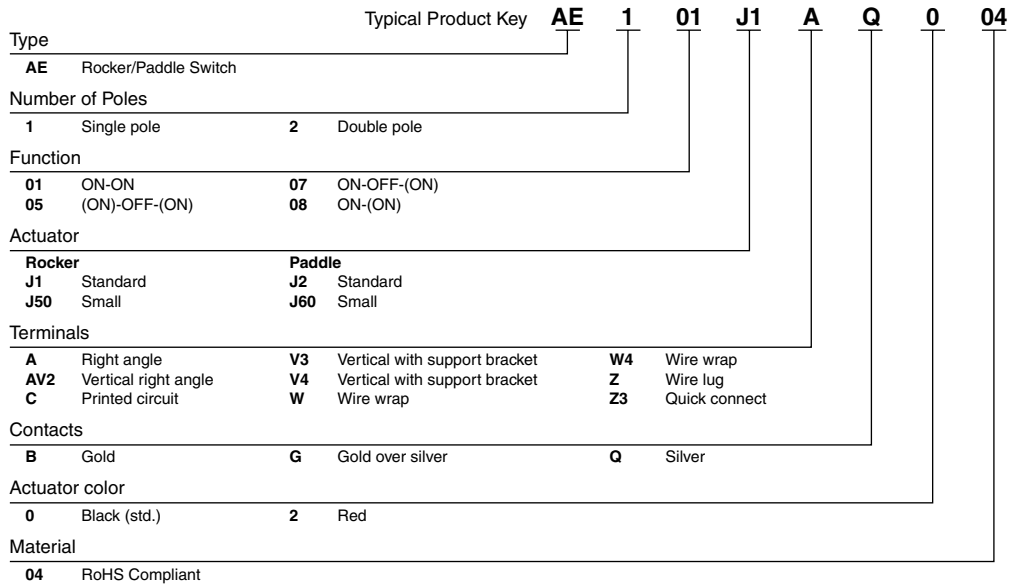 Typical Product Key AE 1 01 J1 A Q 0 04
Type
AE Rocker/Paddle Switch
Number of Poles
1 Single pole 2 Double pole
Function
01 ON-ON 07 ON-OFF-(ON)
05 (ON)-OFF-(ON) 08 ON-(ON)
Actuator
Rocker Paddle
J1 Standard J2 Standard
J50 Small J60 Small
Terminals
A Right angle V3 Vertical with support bracket W4 Wire wrap
AV2 Vertical right angle V4 Vertical with support bracket Z Wire lug
C Printed circuit W Wire wrap Z3 Quick connect
Contacts
B Gold G Gold over silver Q Silver
Actuator color
0 Black (std.) 2 Red
Material
04 RoHS Compliant